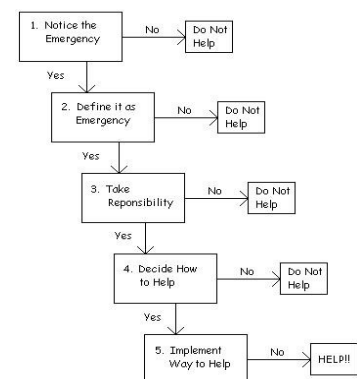 1. Notice the
Emergency
No
Do Not
Help
Yes
2. Define it as
Emergency
No
Do Not
Help
Yes
3. Take
Reponsibility
No
Do Not
Help
Yes
4. Decide How
to Help
No
Do Not
Help
Yes
5. Implement
Way to Help
No
HELP!!